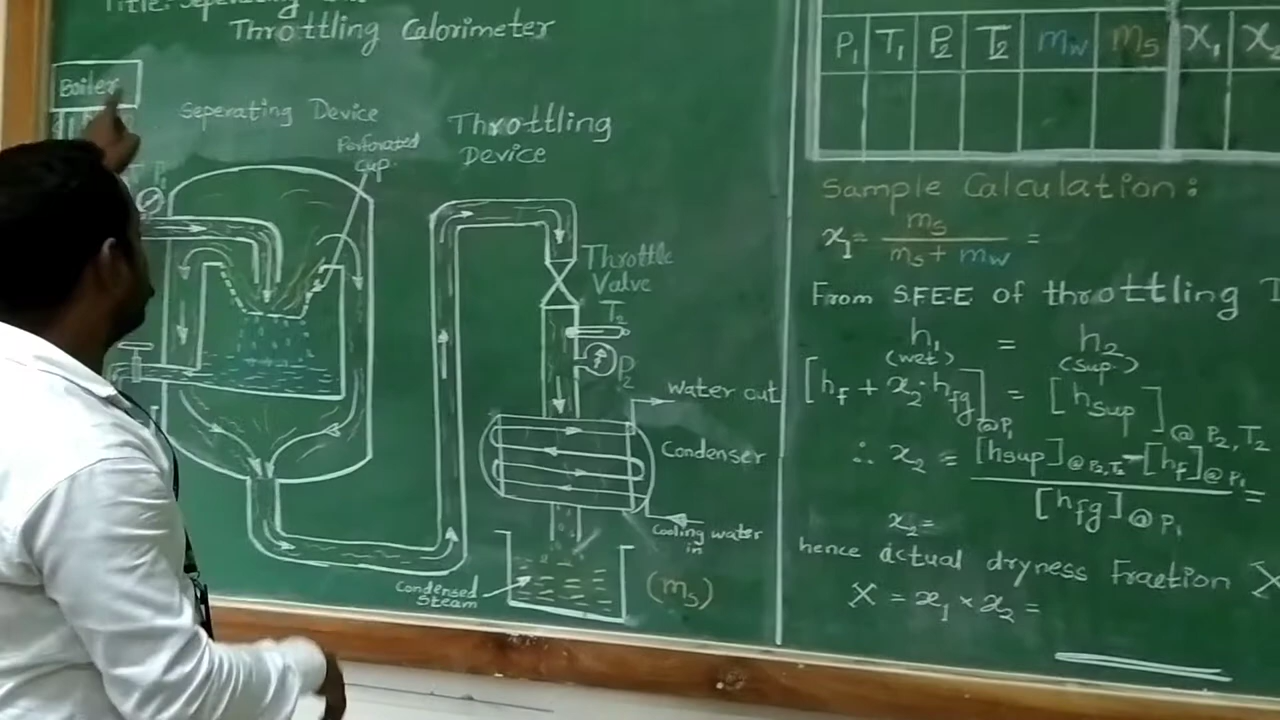 Title: Seperating
Throttling Calorimeter
Boiler
Seperating Device
Perforated
Cup.
Throttling
Device
P1
Throttle
Valve
T2
P2
Water out
Condenser
Cooling water
in
Condensed
Steam
(ms)
P1 T1 P2 T2 mw ms x1 x2
Sample Calculation:
x1 = ms / (ms + mw) =
From S.F.E.E. of throttling
h1 = h2
(wet) (sup.)
[hf + x2·hfg]@P1 = [hsup]@P2,T2
∴ x2 = ([hsup]@P2,T2 - [hf]@P1) / [hfg]@P1 =
x2=
hence actual dryness Fraction X
X = x1 × x2 =